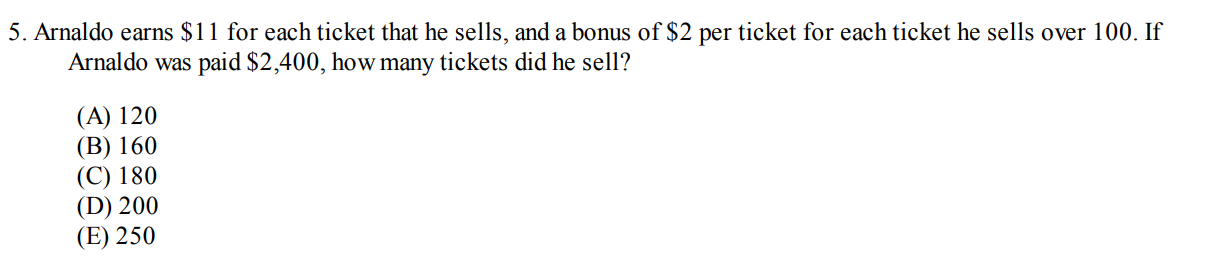 5. Arnaldo earns $11 for each ticket that he sells, and a bonus of $2 per ticket for each ticket he sells over 100. If
Arnaldo was paid $2,400, how many tickets did he sell?
(A) 120
(B) 160
(C) 180
(D) 200
(E) 250